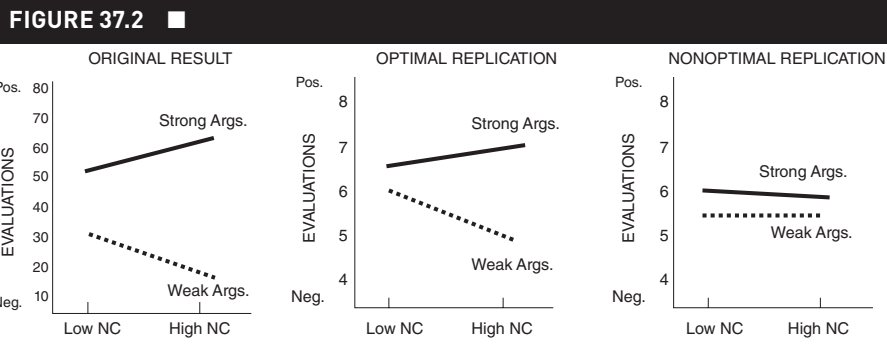 FIGURE 37.2
ORIGINAL RESULT
Pos.
80
70
60
50
40
30
20
10
Neg.
EVALUATIONS
Strong Args.
Weak Args.
Low NC
High NC
OPTIMAL REPLICATION
Pos.
8
7
6
5
4
Neg.
EVALUATIONS
Strong Args.
Weak Args.
Low NC
High NC
NONOPTIMAL REPLICATION
Pos.
8
7
6
5
4
Neg.
EVALUATIONS
Strong Args.
Weak Args.
Low NC
High NC